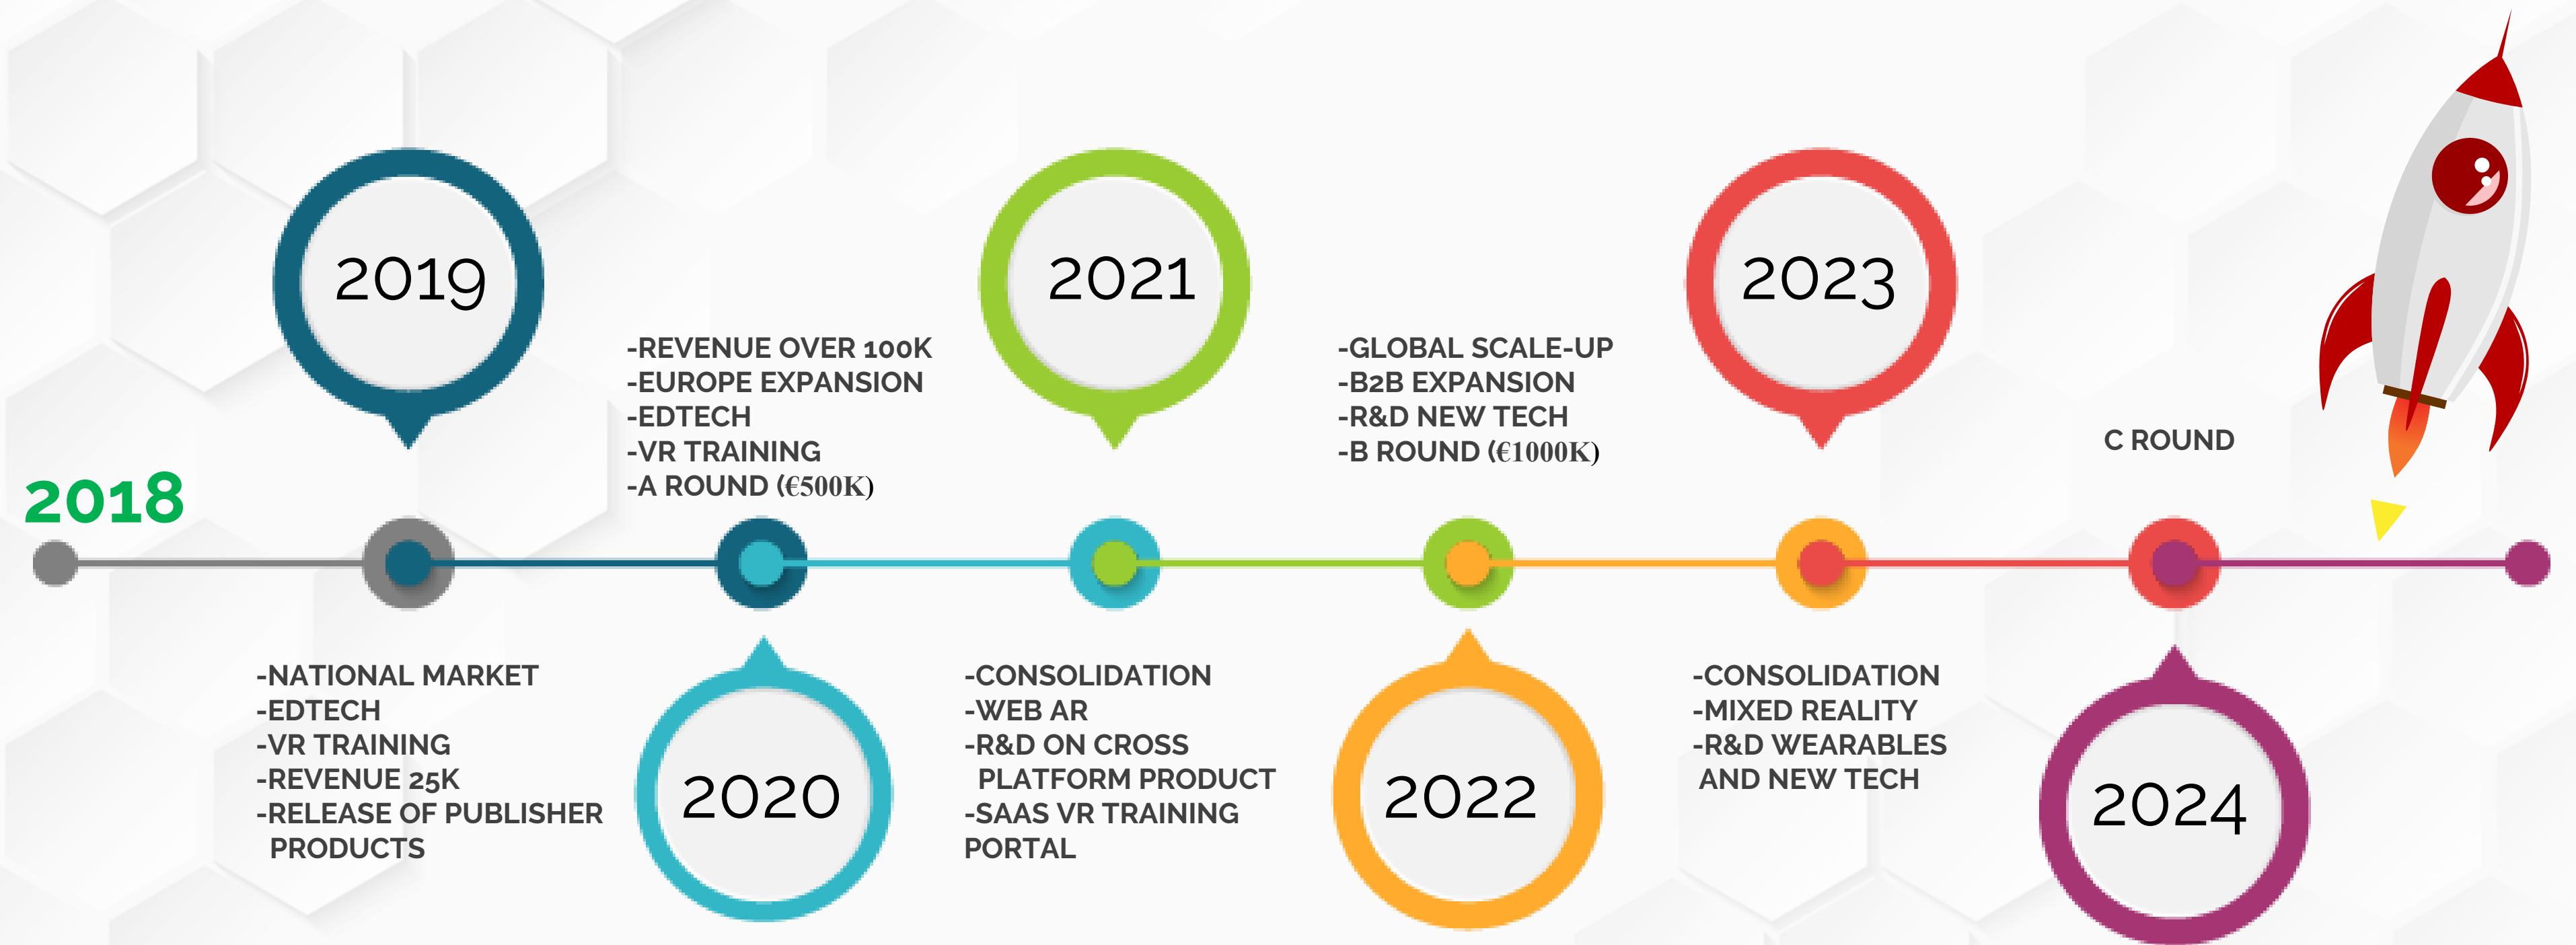 2018
2019
-NATIONAL MARKET
-EDTECH
-VR TRAINING
-REVENUE 25K
-RELEASE OF PUBLISHER
PRODUCTS
-REVENUE OVER 100K
-EUROPE EXPANSION
-EDTECH
-VR TRAINING
-A ROUND (€500K)
2020
2021
-CONSOLIDATION
-WEB AR
-R&D ON CROSS
PLATFORM PRODUCT
-SAAS VR TRAINING
PORTAL
-GLOBAL SCALE-UP
-B2B EXPANSION
-R&D NEW TECH
-B ROUND (€1000K)
2022
2023
-CONSOLIDATION
-MIXED REALITY
-R&D WEARABLES
AND NEW TECH
C ROUND
2024